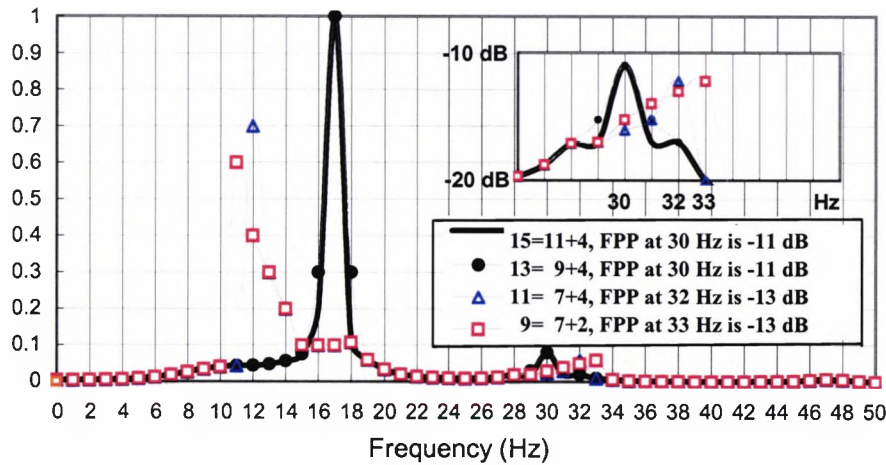 1
0.9
0.8
0.7
0.6
0.5
0.4
0.3
0.2
0.1
0
-10 dB
-20 dB
30 32 33 Hz
15=11+4, FPP at 30 Hz is -11 dB
13= 9+4, FPP at 30 Hz is -11 dB
11= 7+4, FPP at 32 Hz is -13 dB
9= 7+2, FPP at 33 Hz is -13 dB
0 2 4 6 8 10 12 14 16 18 20 22 24 26 28 30 32 34 36 38 40 42 44 46 48 50
Frequency (Hz)